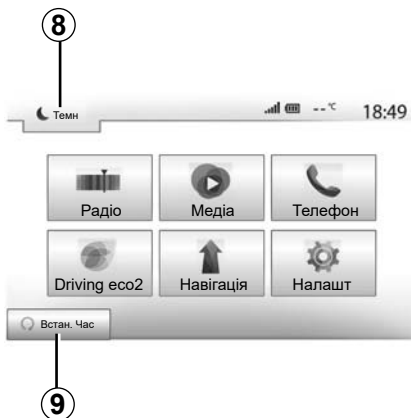 8
Темн
--°C 18:49
Радіо Медіа Телефон
Driving eco2 Навігація Налашт
Встан. Час
9